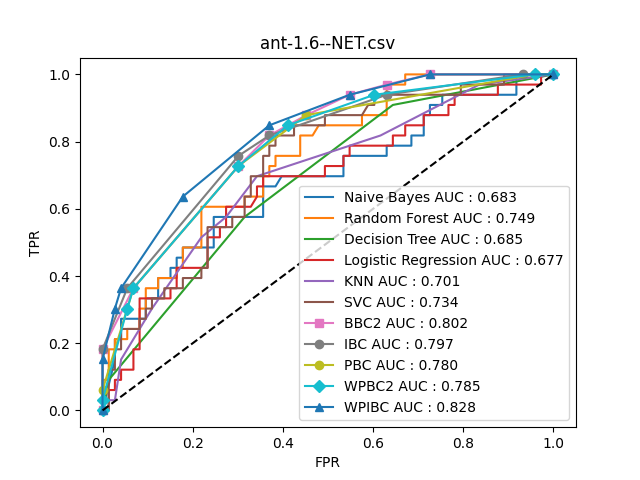 ant-1.6--NET.csv
TPR
1.0
0.8
0.6
0.4
0.2
0.0
Naive Bayes AUC : 0.683
Random Forest AUC : 0.749
Decision Tree AUC : 0.685
Logistic Regression AUC : 0.677
KNN AUC : 0.701
SVC AUC : 0.734
BBC2 AUC : 0.802
IBC AUC : 0.797
PBC AUC : 0.780
WPBC2 AUC : 0.785
WPIBC AUC : 0.828
0.0 0.2 0.4 0.6 0.8 1.0
FPR